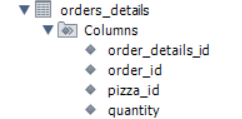 orders_details
Columns
order_details_id
order_id
pizza_id
quantity